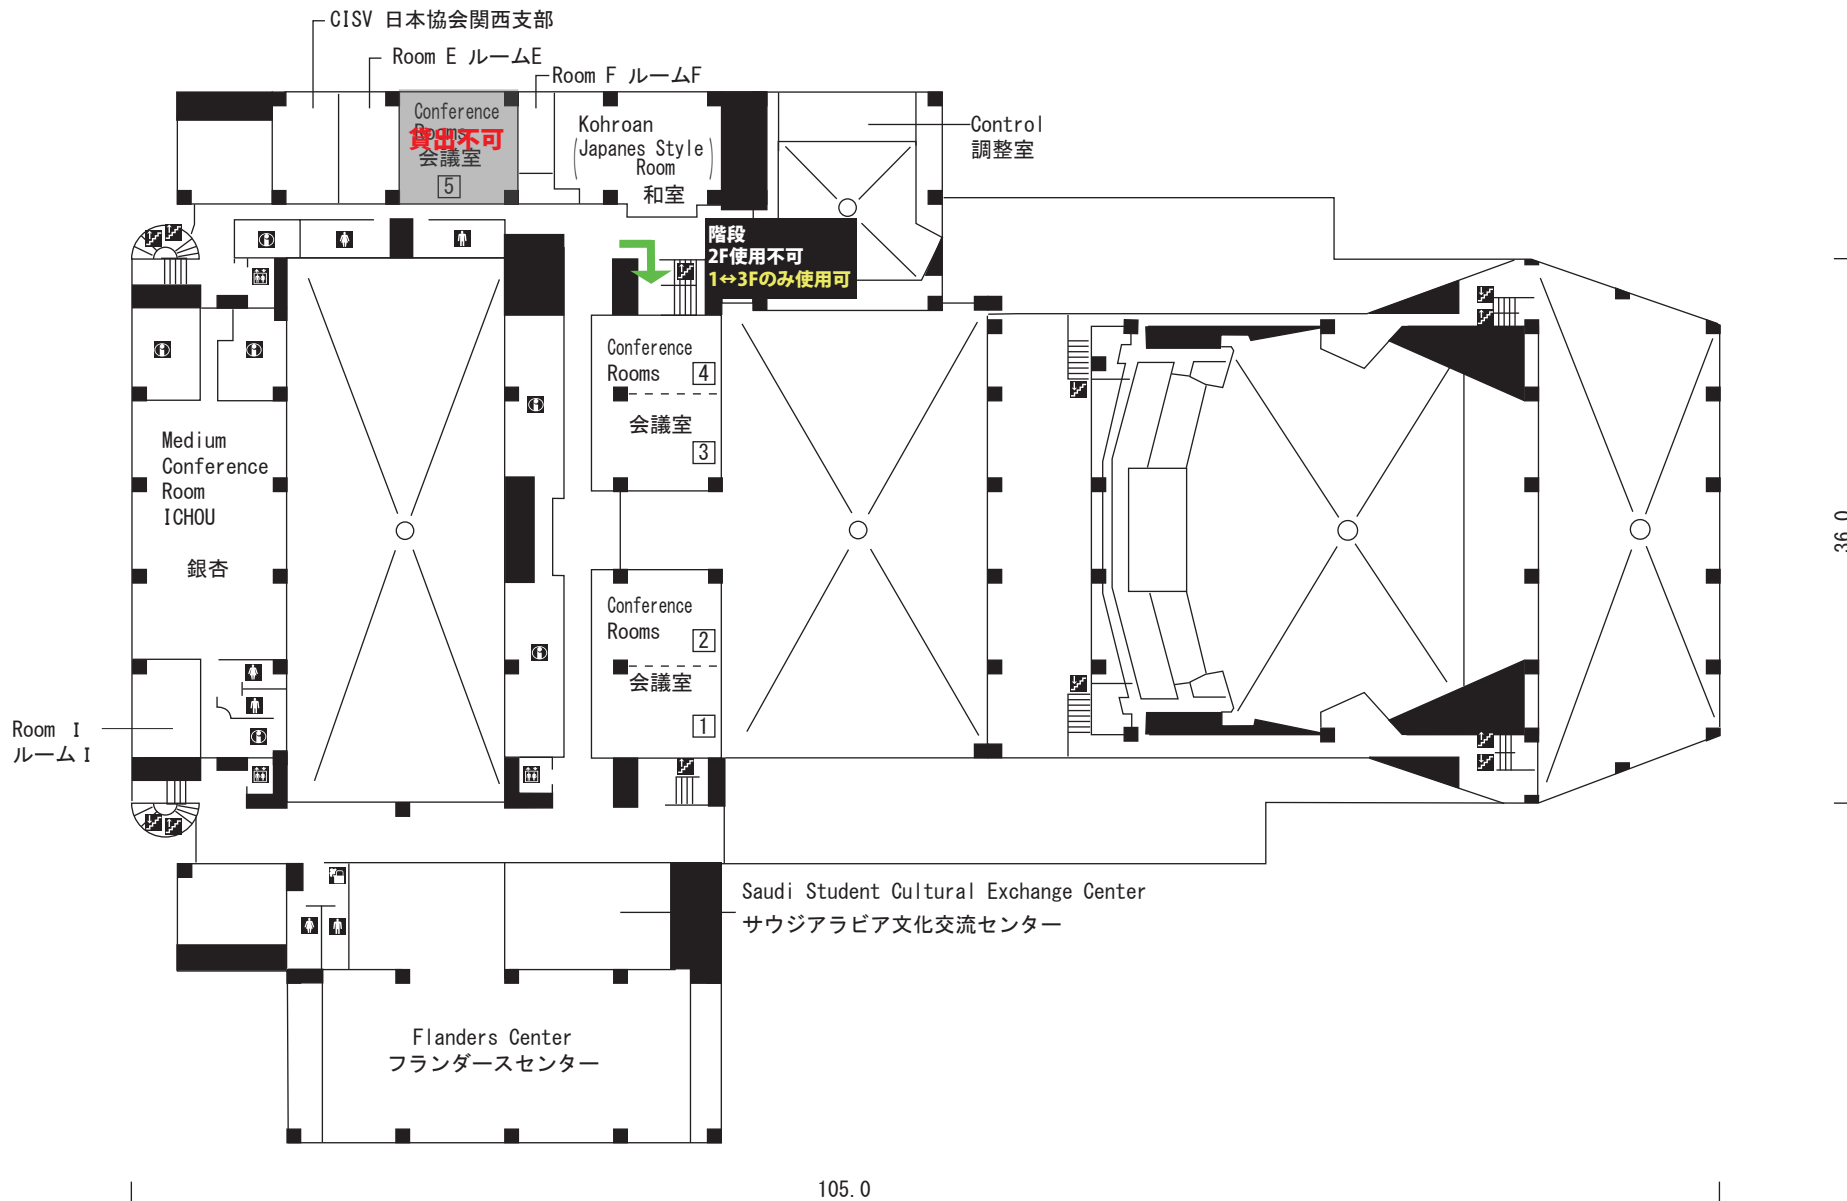 CISV 日本協会関西支部
Room E ルームE
Room F ルームF
Conference
Rooms
貸出不可
会議室
5
Kohroan
(Japanes Style
Room)
和室
Control
調整室
階段
2F使用不可
1↔3Fのみ使用可
Conference
Rooms 4
会議室
3
Medium
Conference
Room
ICHOU
銀杏
Conference
Rooms 2
会議室
1
Room I
ルームI
36.0
Saudi Student Cultural Exchange Center
サウジアラビア文化交流センター
Flanders Center
フランダースセンター
105.0